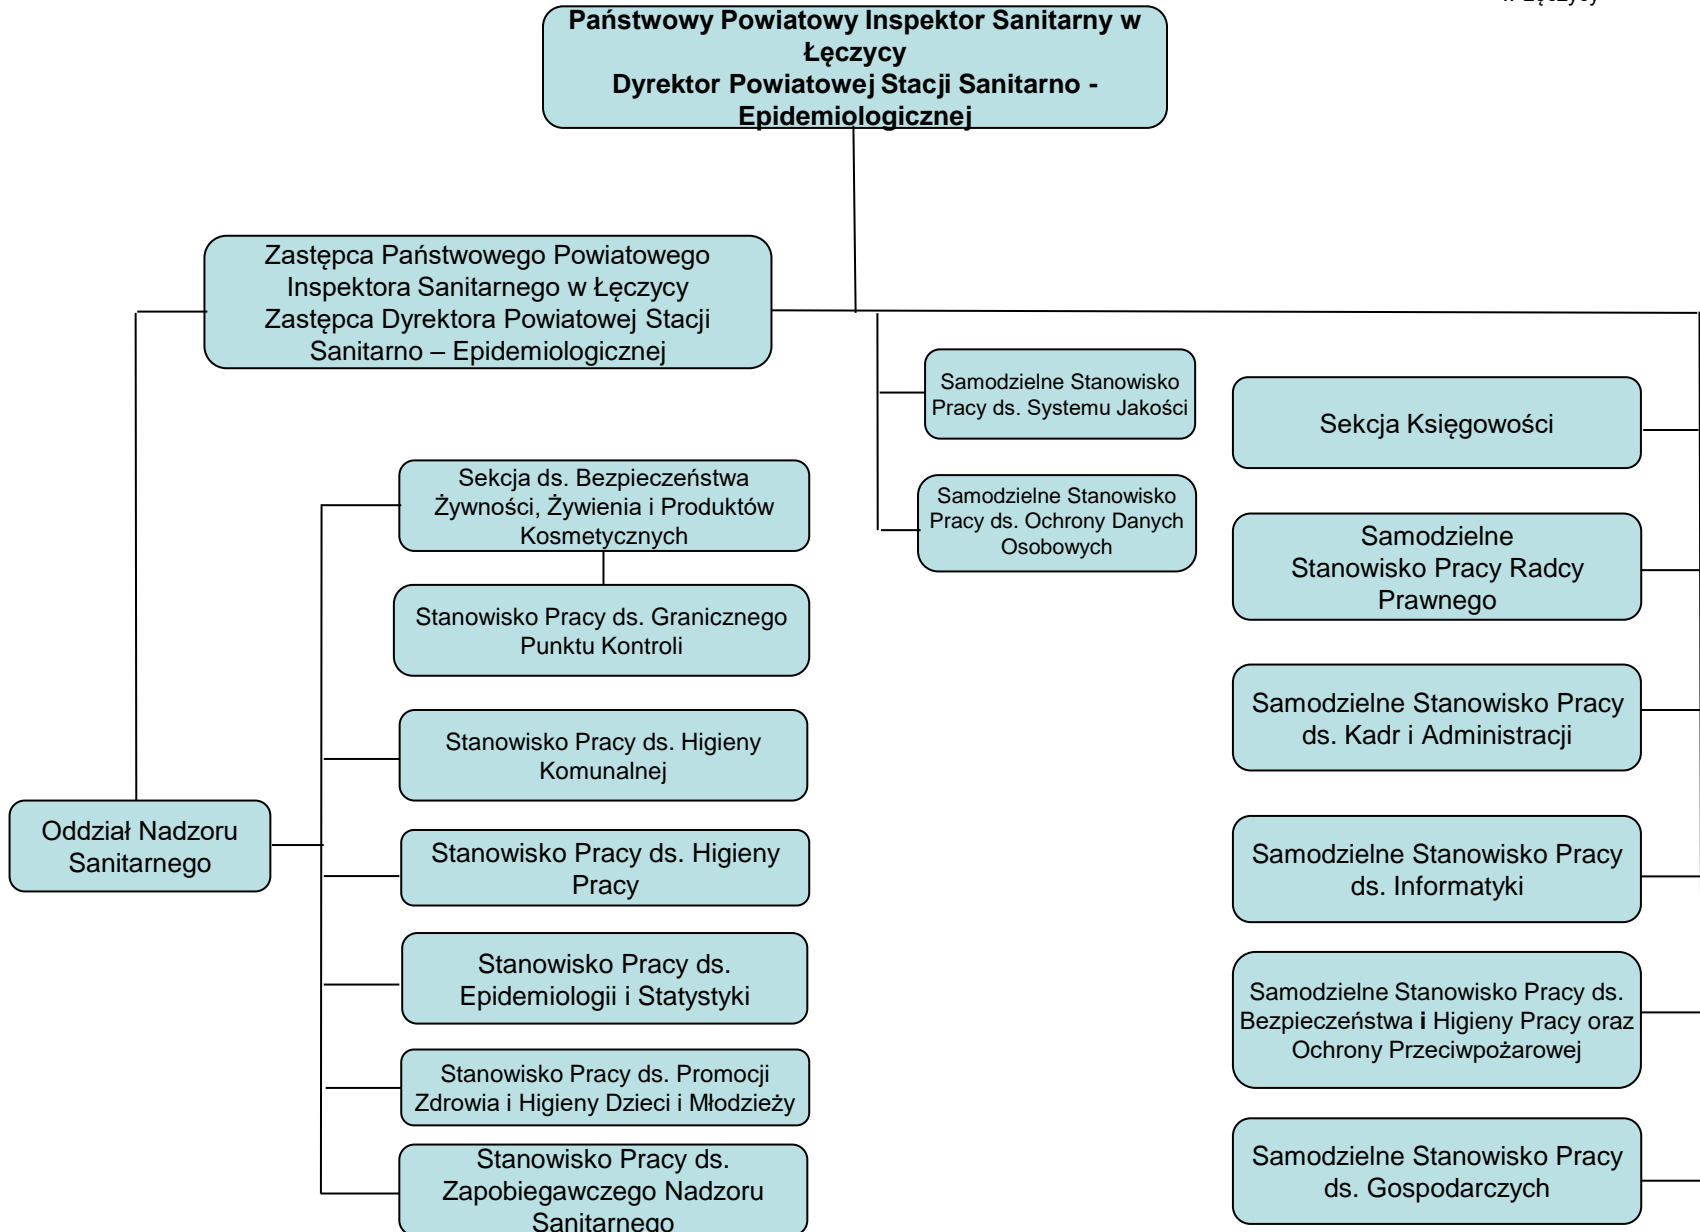 w Łęczycy
Państwowy Powiatowy Inspektor Sanitarny w
Łęczycy
Dyrektor Powiatowej Stacji Sanitarno -
Epidemiologicznej
Zastępca Państwowego Powiatowego
Inspektora Sanitarnego w Łęczycy
Zastępca Dyrektora Powiatowej Stacji
Sanitarno – Epidemiologicznej
Samodzielne Stanowisko
Pracy ds. Systemu Jakości
Samodzielne Stanowisko
Pracy ds. Ochrony Danych
Osobowych
Sekcja Księgowości
Samodzielne
Stanowisko Pracy Radcy
Prawnego
Samodzielne Stanowisko Pracy
ds. Kadr i Administracji
Samodzielne Stanowisko Pracy
ds. Informatyki
Samodzielne Stanowisko Pracy ds.
Bezpieczeństwa i Higieny Pracy oraz
Ochrony Przeciwpożarowej
Samodzielne Stanowisko Pracy
ds. Gospodarczych
Oddział Nadzoru
Sanitarnego
Sekcja ds. Bezpieczeństwa
Żywności, Żywienia i Produktów
Kosmetycznych
Stanowisko Pracy ds. Granicznego
Punktu Kontroli
Stanowisko Pracy ds. Higieny
Komunalnej
Stanowisko Pracy ds. Higieny
Pracy
Stanowisko Pracy ds.
Epidemiologii i Statystyki
Stanowisko Pracy ds. Promocji
Zdrowia i Higieny Dzieci i Młodzieży
Stanowisko Pracy ds.
Zapobiegawczego Nadzoru
Sanitarnego